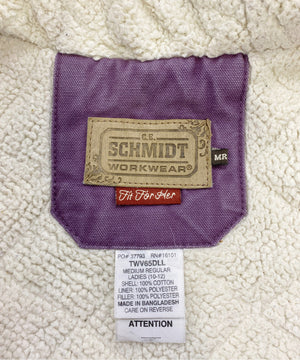 C.E.
SCHMIDT
WORKWEAR®
MR
Fit For Her
PO# 37793 RN#16101
TWV65DLL
MEDIUM REGULAR
LADIES (10-12)
SHELL: 100% COTTON
LINER: 100% POLYESTER
FILLER: 100% POLYESTER
MADE IN BANGLADESH
CARE ON REVERSE
ATTENTION